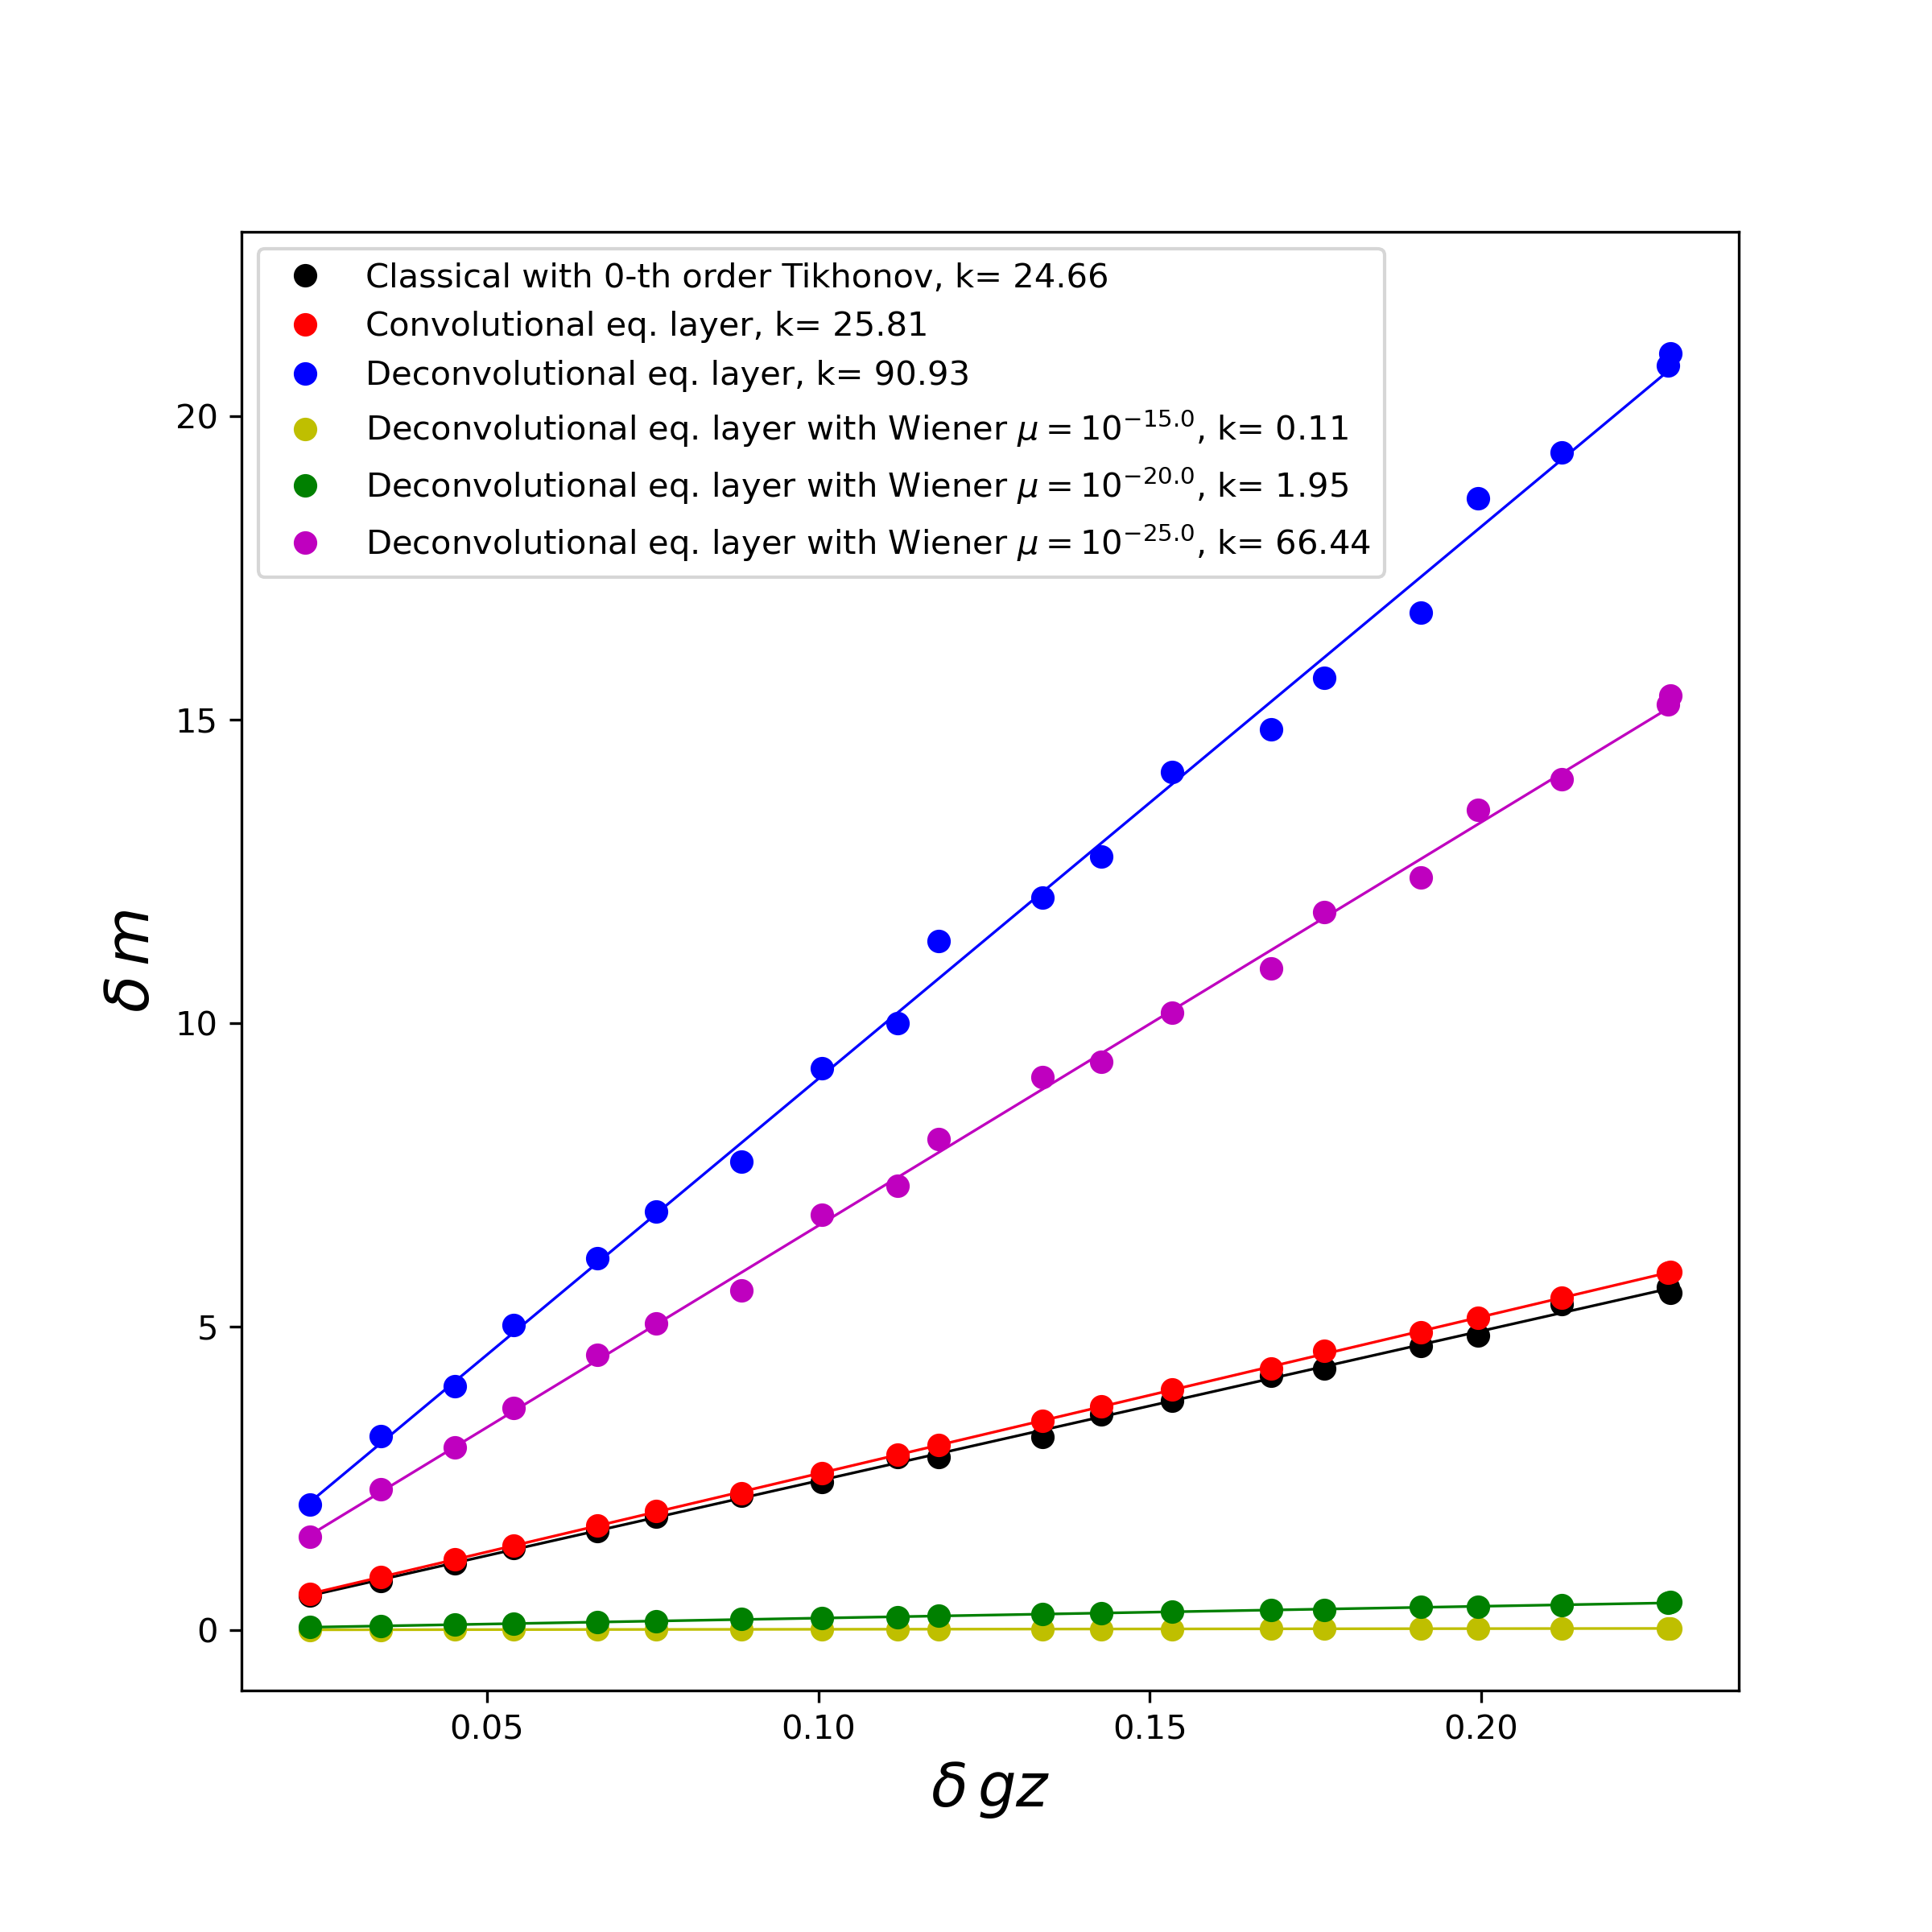 Classical with 0-th order Tikhonov, k= 24.66
Convolutional eq. layer, k= 25.81
Deconvolutional eq. layer, k= 90.93
Deconvolutional eq. layer with Wiener μ = 10^{−15.0}, k= 0.11
Deconvolutional eq. layer with Wiener μ = 10^{−20.0}, k= 1.95
Deconvolutional eq. layer with Wiener μ = 10^{−25.0}, k= 66.44
20
15
10
5
0
δ m
0.05 0.10 0.15 0.20
δ gz